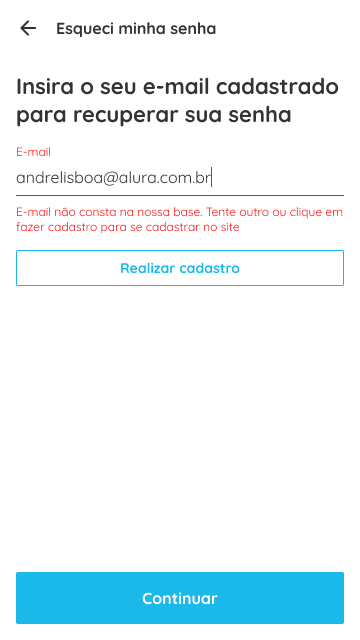 Esqueci minha senha
Insira o seu e-mail cadastrado
para recuperar sua senha
E-mail
andrelisboa@alura.com.br
E-mail não consta na nossa base. Tente outro ou clique em
fazer cadastro para se cadastrar no site
Realizar cadastro
Continuar